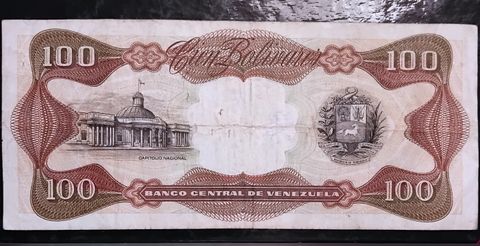 100 Cien Bolívares 100
CAPITOLIO NACIONAL
100 BANCO CENTRAL DE VENEZUELA 100